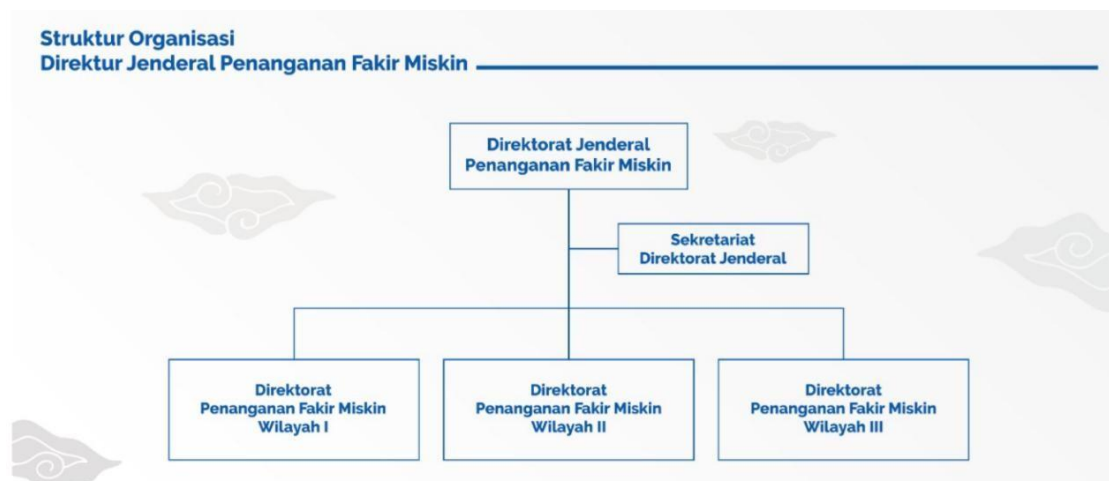 Struktur Organisasi
Direktur Jenderal Penanganan Fakir Miskin
Direktorat Jenderal
Penanganan Fakir Miskin
Sekretariat
Direktorat Jenderal
Direktorat
Penanganan Fakir Miskin
Wilayah I
Direktorat
Penanganan Fakir Miskin
Wilayah II
Direktorat
Penanganan Fakir Miskin
Wilayah III